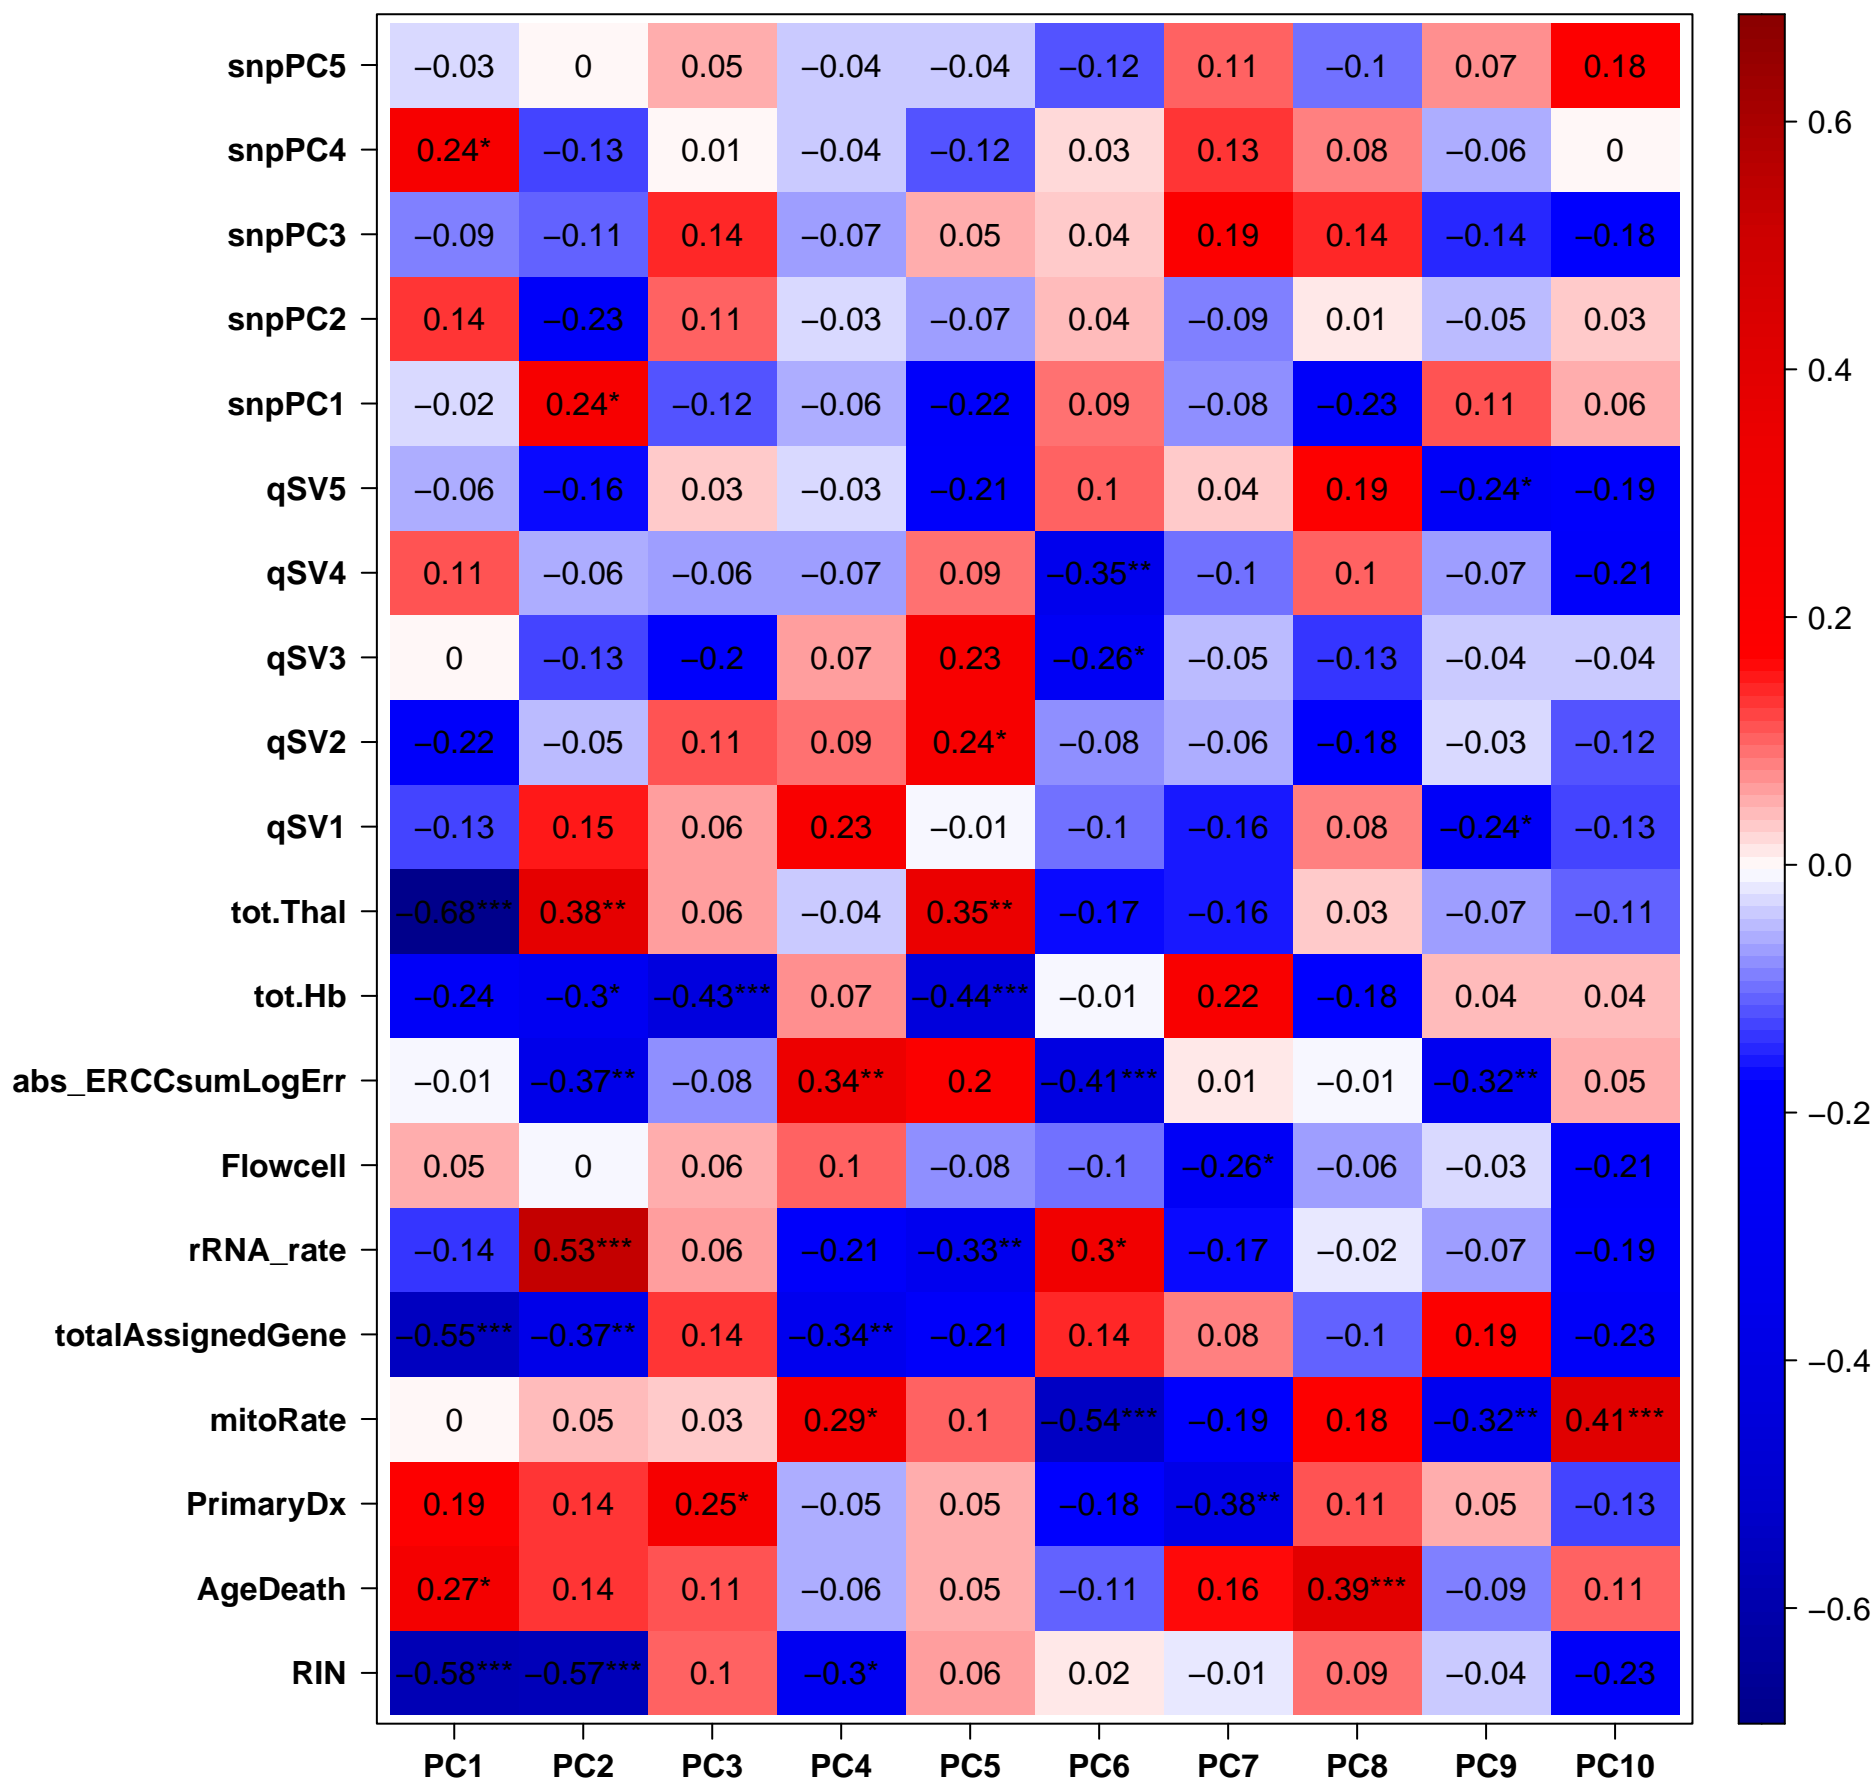 snpPC5 −0.03 0 0.05 −0.04 −0.04 −0.12 0.11 −0.1 0.07 0.18
snpPC4 0.24* −0.13 0.01 −0.04 −0.12 0.03 0.13 0.08 −0.06 0
snpPC3 −0.09 −0.11 0.14 −0.07 0.05 0.04 0.19 0.14 −0.14 −0.18
snpPC2 0.14 −0.23 0.11 −0.03 −0.07 0.04 −0.09 0.01 −0.05 0.03
snpPC1 −0.02 0.24* −0.12 −0.06 −0.22 0.09 −0.08 −0.23 0.11 0.06
qSV5 −0.06 −0.16 0.03 −0.03 −0.21 0.1 0.04 0.19 −0.24* −0.19
qSV4 0.11 −0.06 −0.06 −0.07 0.09 −0.35** −0.1 0.1 −0.07 −0.21
qSV3 0 −0.13 −0.2 0.07 0.23 −0.26* −0.05 −0.13 −0.04 −0.04
qSV2 −0.22 −0.05 0.11 0.09 0.24* −0.08 −0.06 −0.18 −0.03 −0.12
qSV1 −0.13 0.15 0.06 0.23 −0.01 −0.1 −0.16 0.08 −0.24* −0.13
tot.Thal −0.68*** 0.38** 0.06 −0.04 0.35** −0.17 −0.16 0.03 −0.07 −0.11
tot.Hb −0.24 −0.3* −0.43*** 0.07 −0.44*** −0.01 0.22 −0.18 0.04 0.04
abs_ERCCsumLogErr −0.01 −0.37** −0.08 0.34** 0.2 −0.41*** 0.01 −0.01 −0.32** 0.05
Flowcell 0.05 0 0.06 0.1 −0.08 −0.1 −0.26* −0.06 −0.03 −0.21
rRNA_rate −0.14 0.53*** 0.06 −0.21 −0.33** 0.3* −0.17 −0.02 −0.07 −0.19
totalAssignedGene −0.55*** −0.37** 0.14 −0.34** −0.21 0.14 0.08 −0.1 0.19 −0.23
mitoRate 0 0.05 0.03 0.29* 0.1 −0.54*** −0.19 0.18 −0.32** 0.41***
PrimaryDx 0.19 0.14 0.25* −0.05 0.05 −0.18 −0.38** 0.11 0.05 −0.13
AgeDeath 0.27* 0.14 0.11 −0.06 0.05 −0.11 0.16 0.39*** −0.09 0.11
RIN −0.58*** −0.57*** 0.1 −0.3* 0.06 0.02 −0.01 0.09 −0.04 −0.23
PC1 PC2 PC3 PC4 PC5 PC6 PC7 PC8 PC9 PC10
0.6
0.4
0.2
0.0
−0.2
−0.4
−0.6